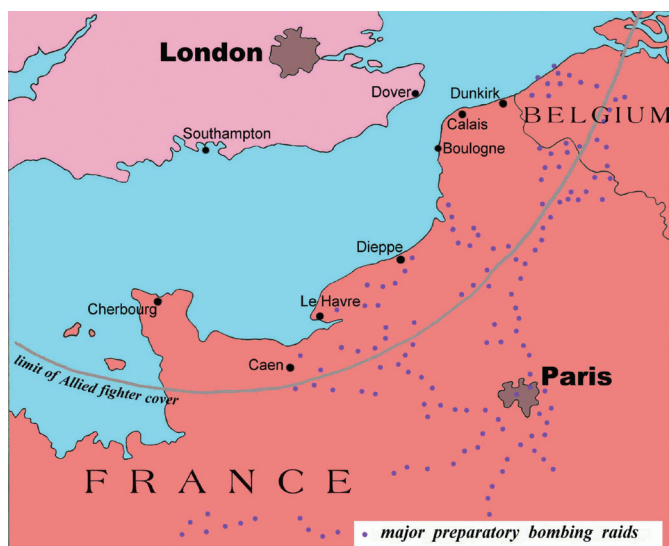 London
Dover
Dunkirk
Calais
BELGIUM
Southampton
Boulogne
Dieppe
Cherbourg
Le Havre
Caen
limit of Allied fighter cover
Paris
FRANCE
major preparatory bombing raids